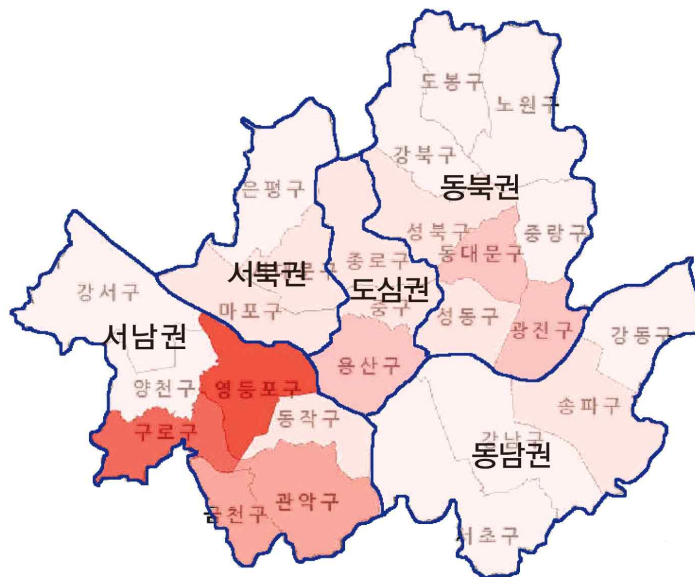 도봉구
노원구
강북구
은평구
동북권
성북구
중랑구
동대문구
종로구
서북권
도심권
강서구
마포구
중구
성동구
광진구
강동구
서남권
용산구
양천구
영등포구
송파구
구로구
동작구
강남구
동남권
금천구
관악구
서초구